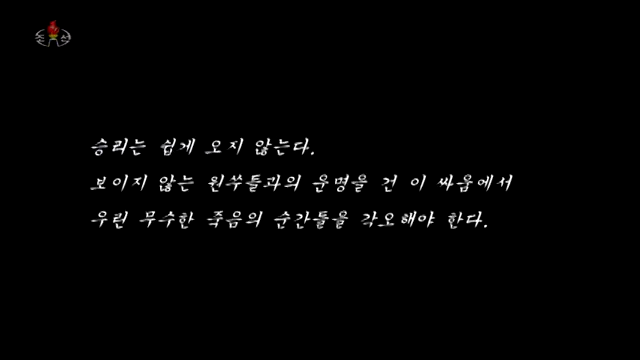 조선
승리는 쉽게 오지 않는다.
보이지 않는 원쑤들과의 운명을 건 이 싸움에서
우린 무수한 죽음의 순간들을 각오해야 한다.